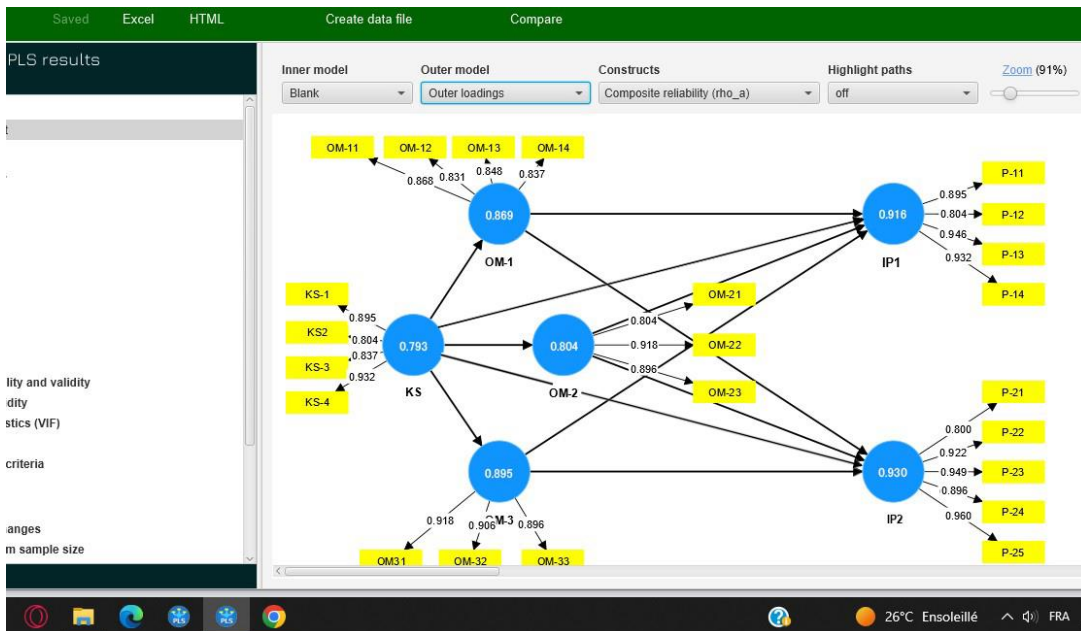 Saved Excel HTML Create data file Compare
PLS results
Inner model Outer model Constructs Highlight paths Zoom (91%)
Blank Outer loadings Composite reliability (rho_a) off
OM-11 OM-12 OM-13 OM-14
0.868 0.831 0.848 0.837
0.869
OM-1
P-11
P-12
P-13
P-14
0.895
0.804
0.946
0.932
0.916
IP1
KS-1
KS2
KS-3
KS-4
0.895
0.804
0.837
0.932
0.793
KS
0.804
OM-2
0.804
0.918
0.896
OM-21
OM-22
OM-23
lity and validity
dity
stics (VIF)
criteria
anges
m sample size
0.895
OM-3
0.918 0.906 0.896
OM31 OM-32 OM-33
0.930
IP2
0.800
0.922
0.949
0.896
0.960
P-21
P-22
P-23
P-24
P-25
PLS PLS 26°C Ensoleillé FRA